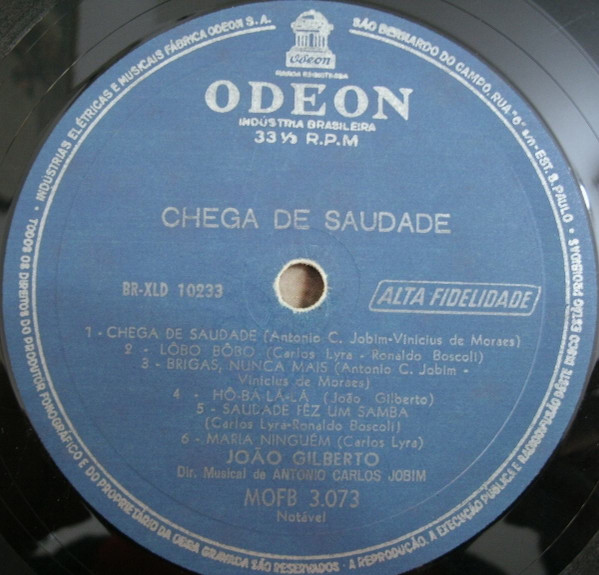 INDÚSTRIAS ELÉTRICAS E MUSICAIS FÁBRICA ODEON S.A.
SÃO BERNARDO DO CAMPO, RUA "6" s/n - EST. S. PAULO
Odeon
MARCA REGISTRADA
ODEON
INDÚSTRIA BRASILEIRA
33 ⅓ R.P.M
CHEGA DE SAUDADE
BR-XLD 10233
ALTA-FIDELIDADE
1 - CHEGA DE SAUDADE (Antonio C. Jobim-Vinicius de Moraes)
2 - LÔBO BÔBO (Carlos Lyra - Ronaldo Boscoli)
3 - BRIGAS, NUNCA MAIS (Antonio C. Jobim -
Vinicius de Moraes)
4 - HÔ-BÁ-LÁ-LÁ (João Gilberto)
5 - SAUDADE FÊZ UM SAMBA
(Carlos Lyra-Ronaldo Boscoli)
6 - MARIA NINGUÉM (Carlos Lyra)
JOÃO GILBERTO
Dir. Musical de ANTONIO CARLOS JOBIM
MOFB 3.073
Notável
TODOS OS DIREITOS DO PRODUTOR FONOGRÁFICO E DO PROPRIETÁRIO DA OBRA GRAVADA SÃO RESERVADOS • A REPRODUÇÃO, A EXECUÇÃO PÚBLICA E RADIODIFUSÃO DÊSTE DISCO ESTÃO PROIBIDAS